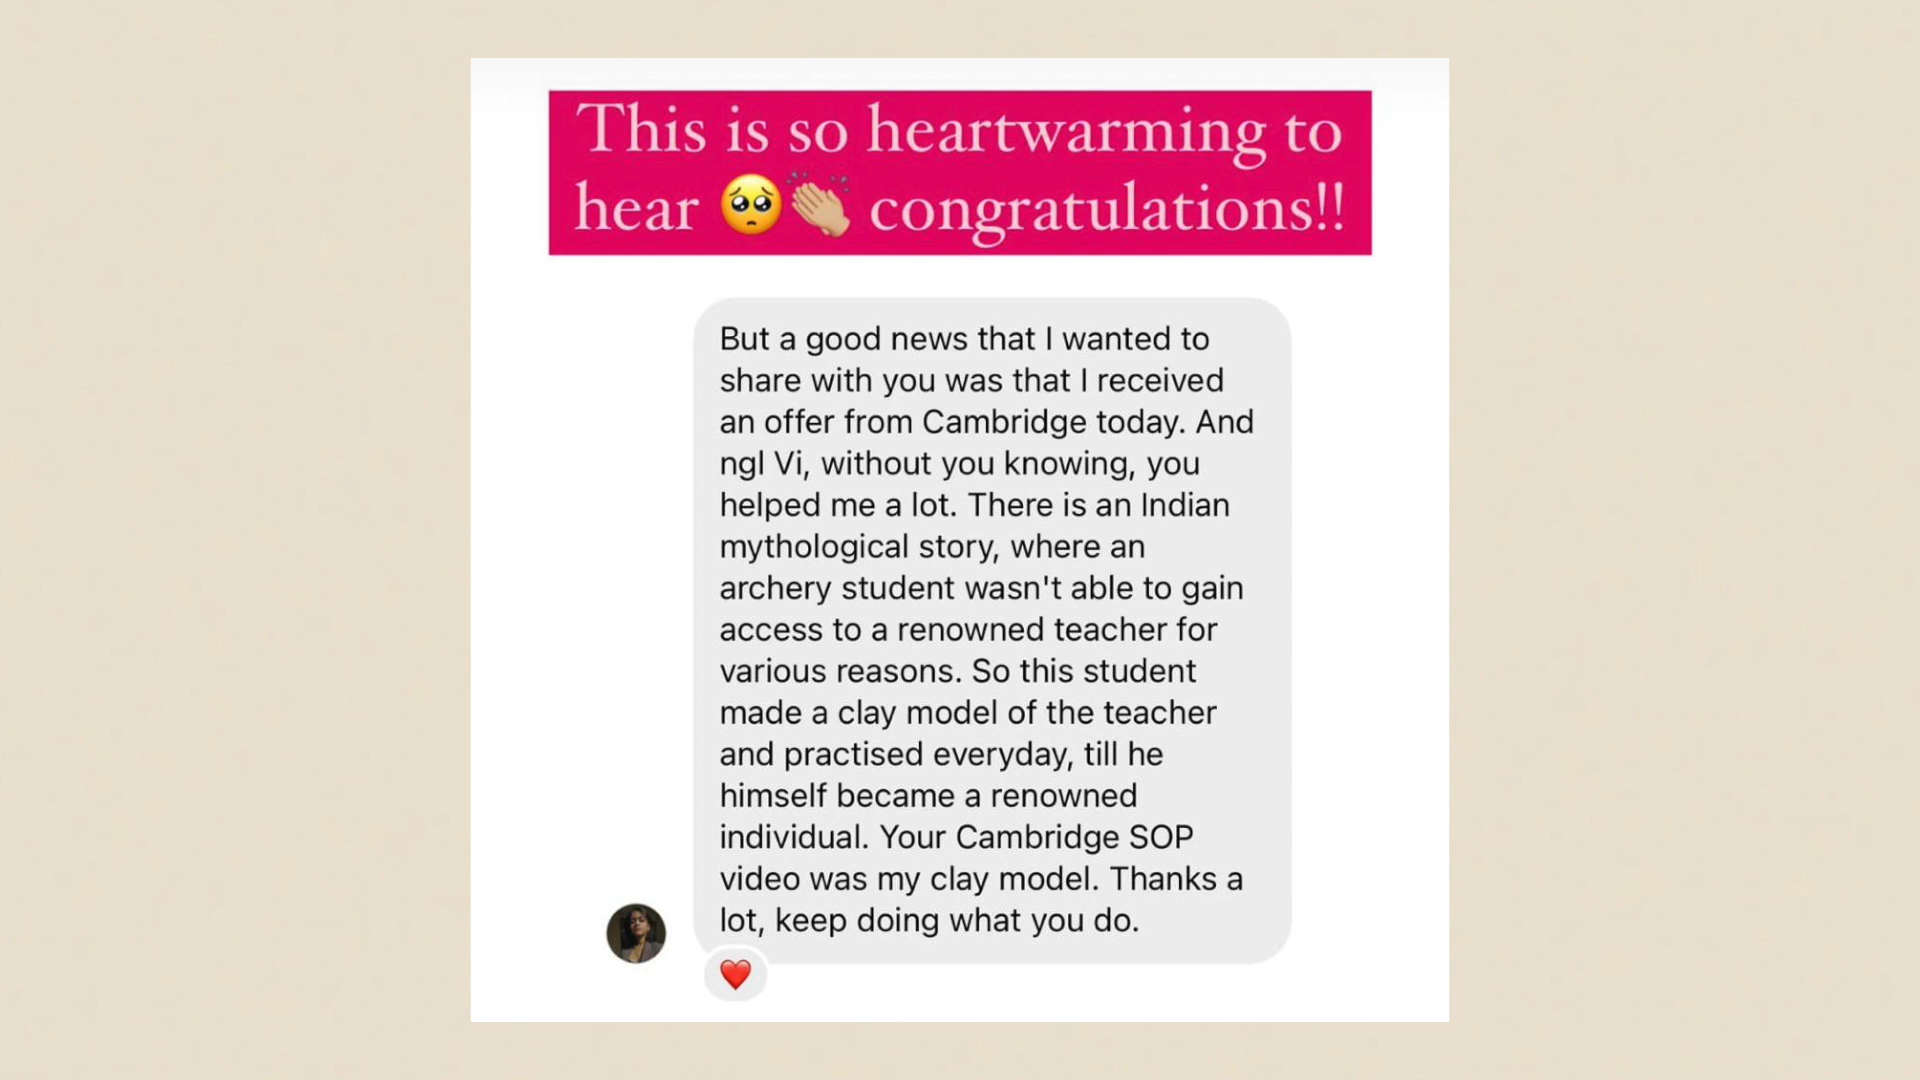 This is so heartwarming to
hear 🥺👏🏼 congratulations!!
But a good news that I wanted to
share with you was that I received
an offer from Cambridge today. And
ngl Vi, without you knowing, you
helped me a lot. There is an Indian
mythological story, where an
archery student wasn't able to gain
access to a renowned teacher for
various reasons. So this student
made a clay model of the teacher
and practised everyday, till he
himself became a renowned
individual. Your Cambridge SOP
video was my clay model. Thanks a
lot, keep doing what you do.
❤️